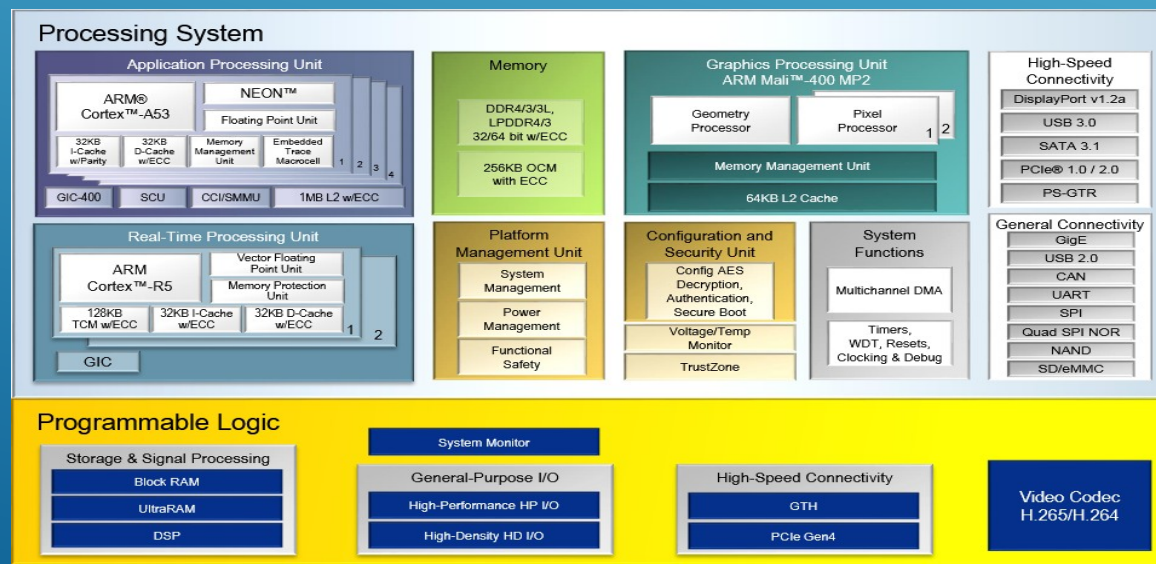 Processing System
Application Processing Unit
ARM®
Cortex™-A53
NEON™
Floating Point Unit
32KB
I-Cache
w/Parity
32KB
D-Cache
w/ECC
Memory
Management
Unit
Embedded
Trace
Macrocell
1
2
3
4
GIC-400
SCU
CCI/SMMU
1MB L2 w/ECC
Memory
DDR4/3/3L,
LPDDR4/3
32/64 bit w/ECC
256KB OCM
with ECC
Graphics Processing Unit
ARM Mali™-400 MP2
Geometry
Processor
Pixel
Processor
1
2
Memory Management Unit
64KB L2 Cache
High-Speed
Connectivity
DisplayPort v1.2a
USB 3.0
SATA 3.1
PCIe® 1.0 / 2.0
PS-GTR
Real-Time Processing Unit
ARM
Cortex™-R5
Vector Floating
Point Unit
Memory Protection
Unit
128KB
TCM w/ECC
32KB I-Cache
w/ECC
32KB D-Cache
w/ECC
1
2
GIC
Platform
Management Unit
System
Management
Power
Management
Functional
Safety
Configuration and
Security Unit
Config AES
Decryption,
Authentication,
Secure Boot
Voltage/Temp
Monitor
TrustZone
System
Functions
Multichannel DMA
Timers,
WDT, Resets,
Clocking & Debug
General Connectivity
GigE
USB 2.0
CAN
UART
SPI
Quad SPI NOR
NAND
SD/eMMC
Programmable Logic
Storage & Signal Processing
Block RAM
UltraRAM
DSP
System Monitor
General-Purpose I/O
High-Performance HP I/O
High-Density HD I/O
High-Speed Connectivity
GTH
PCIe Gen4
Video Codec
H.265/H.264